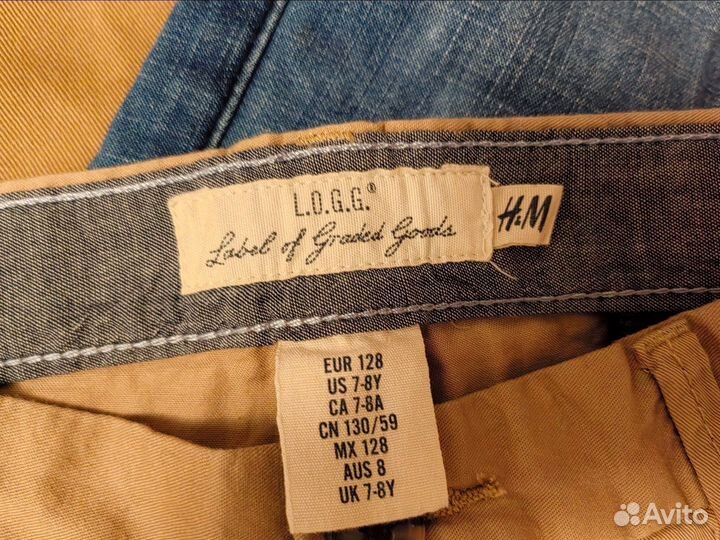 L.O.G.G.®
Label of Graded Goods
H&M
EUR 128
US 7-8Y
CA 7-8A
CN 130/59
MX 128
AUS 8
UK 7-8Y
Avito